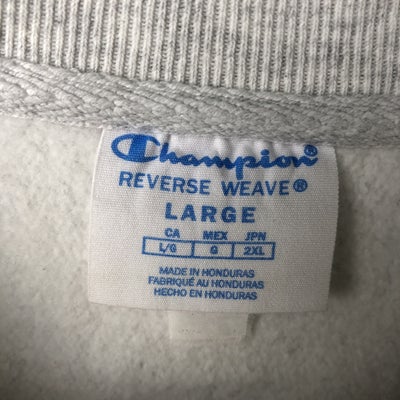 Champion
REVERSE WEAVE®
LARGE
CA MEX JPN
L/G G 2XL
MADE IN HONDURAS
FABRIQUÉ AU HONDURAS
HECHO EN HONDURAS